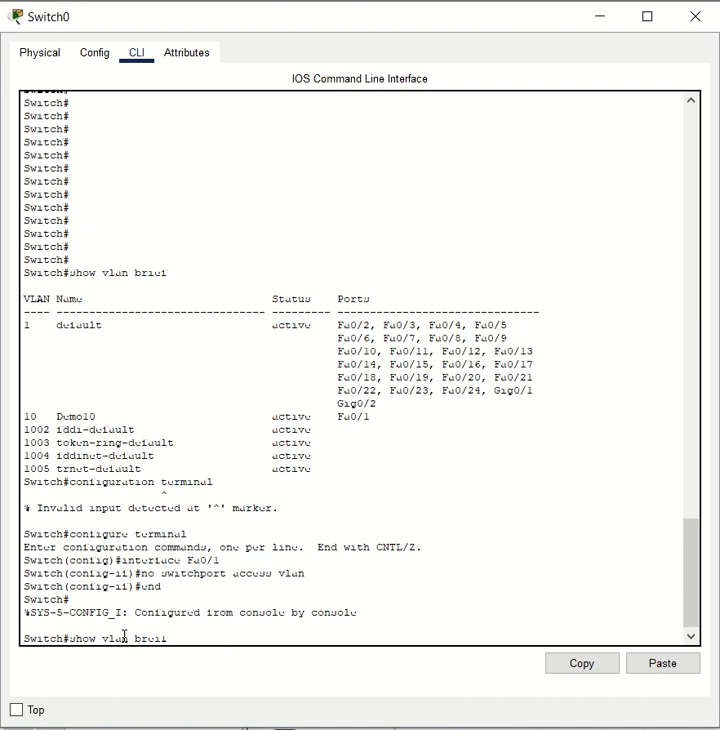 Switch0
Physical Config CLI Attributes
IOS Command Line Interface
Switch#
Switch#
Switch#
Switch#
Switch#
Switch#
Switch#
Switch#
Switch#
Switch#
Switch#
Switch#
Switch#
Switch#show vlan brief
VLAN Name Status Ports
---- -------------------------------- --------- -------------------------------
1 default active Fa0/2, Fa0/3, Fa0/4, Fa0/5
Fa0/6, Fa0/7, Fa0/8, Fa0/9
Fa0/10, Fa0/11, Fa0/12, Fa0/13
Fa0/14, Fa0/15, Fa0/16, Fa0/17
Fa0/18, Fa0/19, Fa0/20, Fa0/21
Fa0/22, Fa0/23, Fa0/24, Gig0/1
Gig0/2
10 Demo10 active Fa0/1
1002 fddi-default active
1003 token-ring-default active
1004 fddinet-default active
1005 trnet-default active
Switch#configuration terminal
^
% Invalid input detected at '^' marker.
Switch#configure terminal
Enter configuration commands, one per line. End with CNTL/Z.
Switch(config)#interface Fa0/1
Switch(config-if)#no switchport access vlan
Switch(config-if)#end
Switch#
%SYS-5-CONFIG_I: Configured from console by console
Switch#show vlan breif
Copy Paste
Top